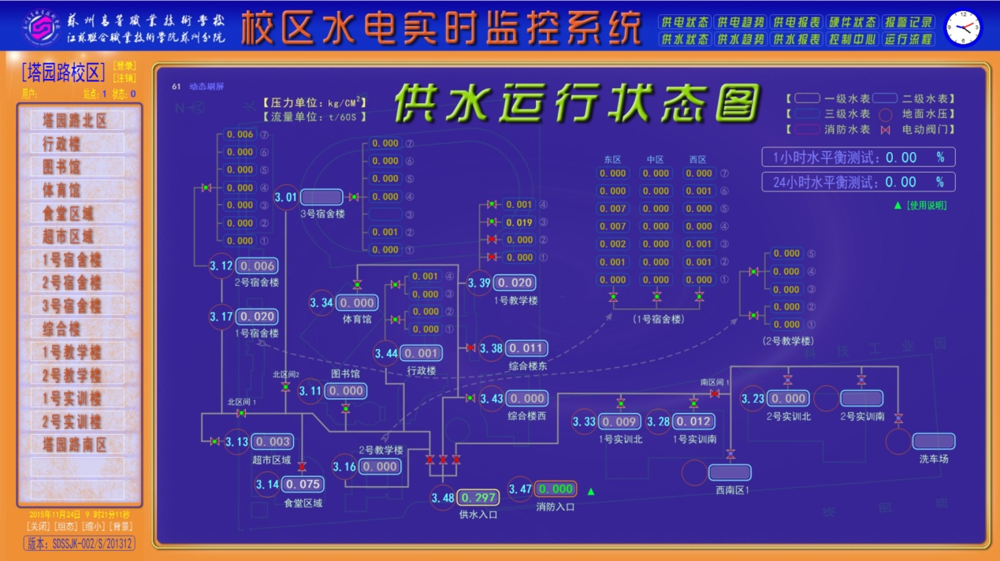 蘇州高等職業技術學校
江苏联合職業技術学院苏州分院
校区水电实时监控系统
供电状态 供电趋势 供电报表 硬件状态 报警记录
供水状态 供水趋势 供水报表 控制中心 运行流程
12
3
6
9
[塔园路校区]
[登录]
[注销]
用户: 站点: 1 状态: 0
塔园路北区
行政楼
图书馆
体育馆
食堂区域
超市区域
1号宿舍楼
2号宿舍楼
3号宿舍楼
综合楼
1号教学楼
2号教学楼
1号实训楼
2号实训楼
塔园路南区
2015年11月24日 9 时21分11秒
[关闭] [组态] [缩小] [背景]
版本: SDSSJK-002/S/201312
61 动态刷屏
N
【压力单位: kg/CM²】
【流量单位: t/60S 】
供水运行状态图
【 一级水表 二级水表】
【 三级水表 地面水压】
【 消防水表 电动阀门】
1小时水平衡测试: 0.00 %
24小时水平衡测试: 0.00 %
▲ [使用说明]
0.006 ⑦
0.000 ⑥
0.000 ⑤
0.000 ④
0.000 ③
0.000 ②
0.000 ①
3.12 0.006
2号宿舍楼
3.17 0.020
1号宿舍楼
3.01
3号宿舍楼
0.000 ⑦
0.000 ⑥
0.000 ⑤
0.000 ④
③
0.001 ②
0.000 ①
0.001 ④
0.019 ③
0.000 ②
0.000 ①
3.39 0.020
1号教学楼
3.34 0.000
体育馆
0.001 ④
0.000 ③
0.000 ②
0.000 ①
3.44 0.001
行政楼
东区 中区 西区
0.000 0.000 0.000 ⑦
0.000 0.000 0.001 ⑥
0.007 0.000 0.000 ⑤
0.007 0.000 0.000 ④
0.002 0.000 0.001 ③
0.001 0.000 0.001 ②
0.000 0.000 0.000 ①
(1号宿舍楼)
0.000 ⑤
0.000 ④
0.000 ③
0.000 ②
0.000 ①
(2号教学楼)
科技工业园
3.38 0.011
综合楼东
3.43 0.000
综合楼西
北区间2
图书馆
3.11 0.000
北区间1
3.13 0.003
超市区域
3.14 0.075
食堂区域
2号教学楼
3.16 0.000
3.48 0.297
供水入口
3.47 0.000 ▲
消防入口
南区间1
3.33 0.009
1号实训北
3.28 0.012
1号实训南
3.23 0.000
2号实训北
2号实训南
洗车场
西南区1